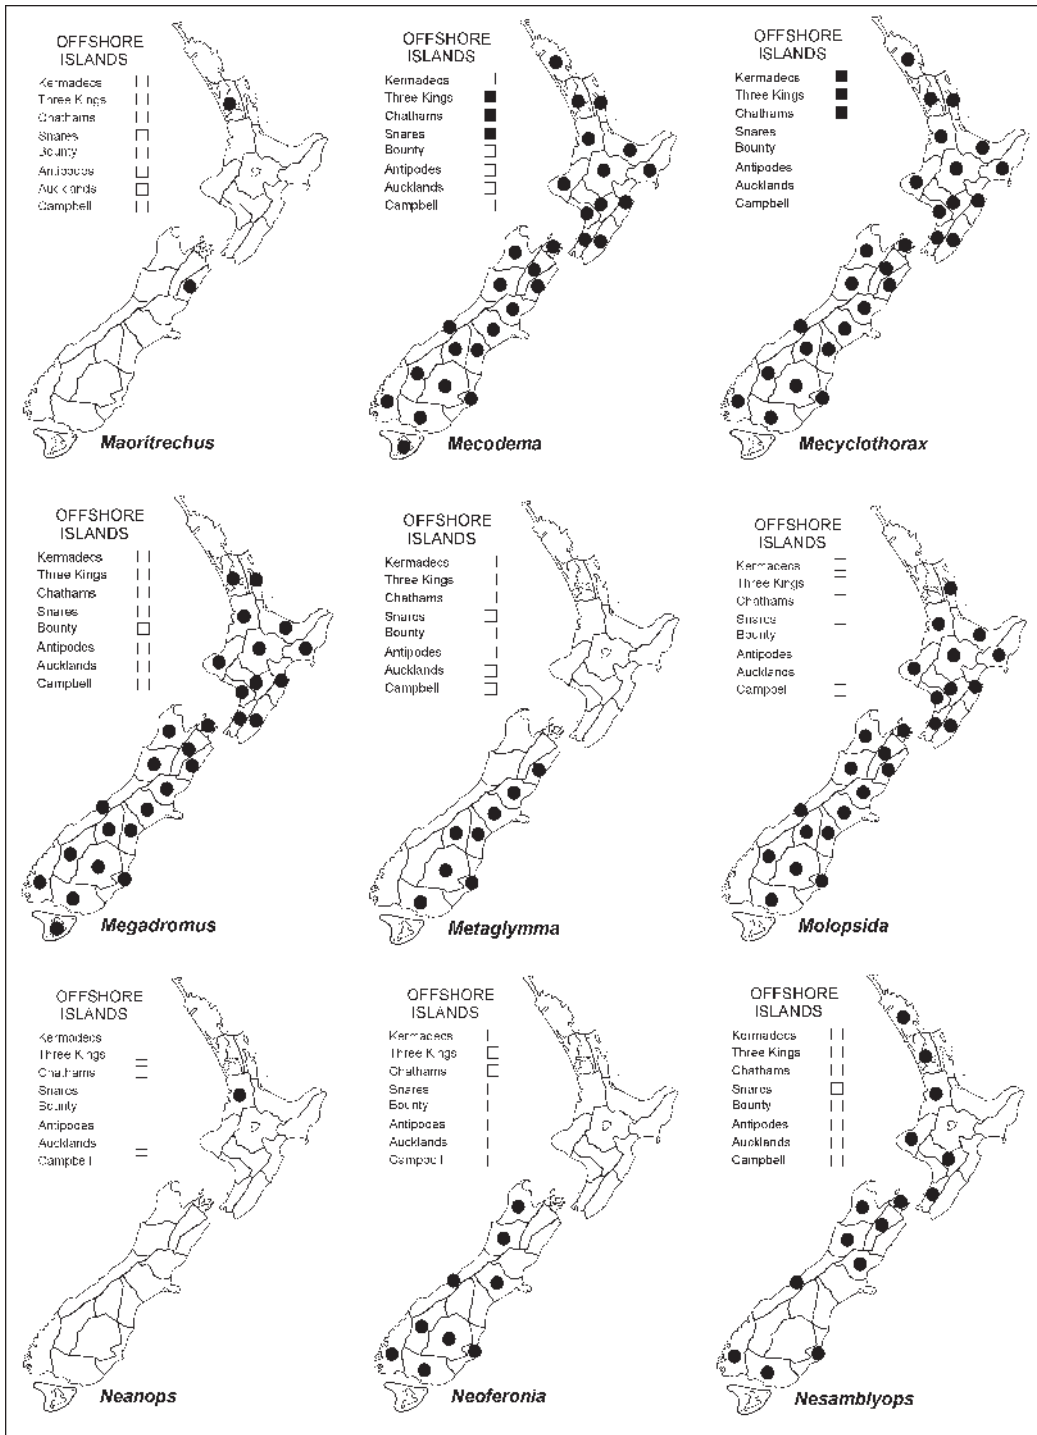 OFFSHORE
ISLANDS
Kermadecs
Three Kings
Chathams
Snares
Bounty
Antipodes
Aucklands
Campbell
Maoritrechus
OFFSHORE
ISLANDS
Kermadecs
Three Kings
Chathams
Snares
Bounty
Antipodes
Aucklands
Campbell
Mecodema
OFFSHORE
ISLANDS
Kermadecs
Three Kings
Chathams
Snares
Bounty
Antipodes
Aucklands
Campbell
Mecyclothorax
OFFSHORE
ISLANDS
Kermadecs
Three Kings
Chathams
Snares
Bounty
Antipodes
Aucklands
Campbell
Megadromus
OFFSHORE
ISLANDS
Kermadecs
Three Kings
Chathams
Snares
Bounty
Antipodes
Aucklands
Campbell
Metaglymma
OFFSHORE
ISLANDS
Kermadecs
Three Kings
Chathams
Snares
Bounty
Antipodes
Aucklands
Campbell
Molopsida
OFFSHORE
ISLANDS
Kermadecs
Three Kings
Chathams
Snares
Bounty
Antipodes
Aucklands
Campbell
Neanops
OFFSHORE
ISLANDS
Kermadecs
Three Kings
Chathams
Snares
Bounty
Antipodes
Aucklands
Campbell
Neoferonia
OFFSHORE
ISLANDS
Kermadecs
Three Kings
Chathams
Snares
Bounty
Antipodes
Aucklands
Campbell
Nesamblyops